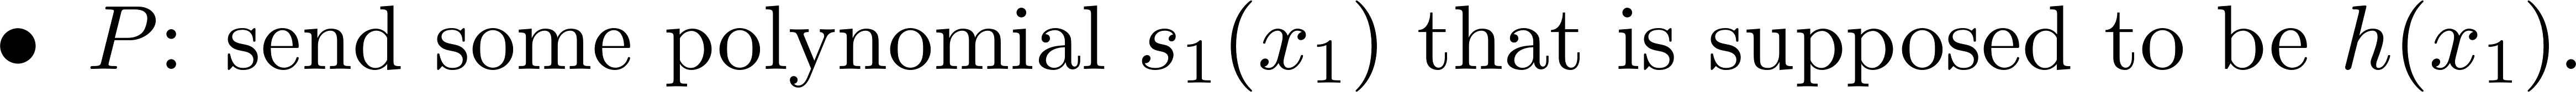 • P: send some polynomial s₁(x₁) that is supposed to be h(x₁).